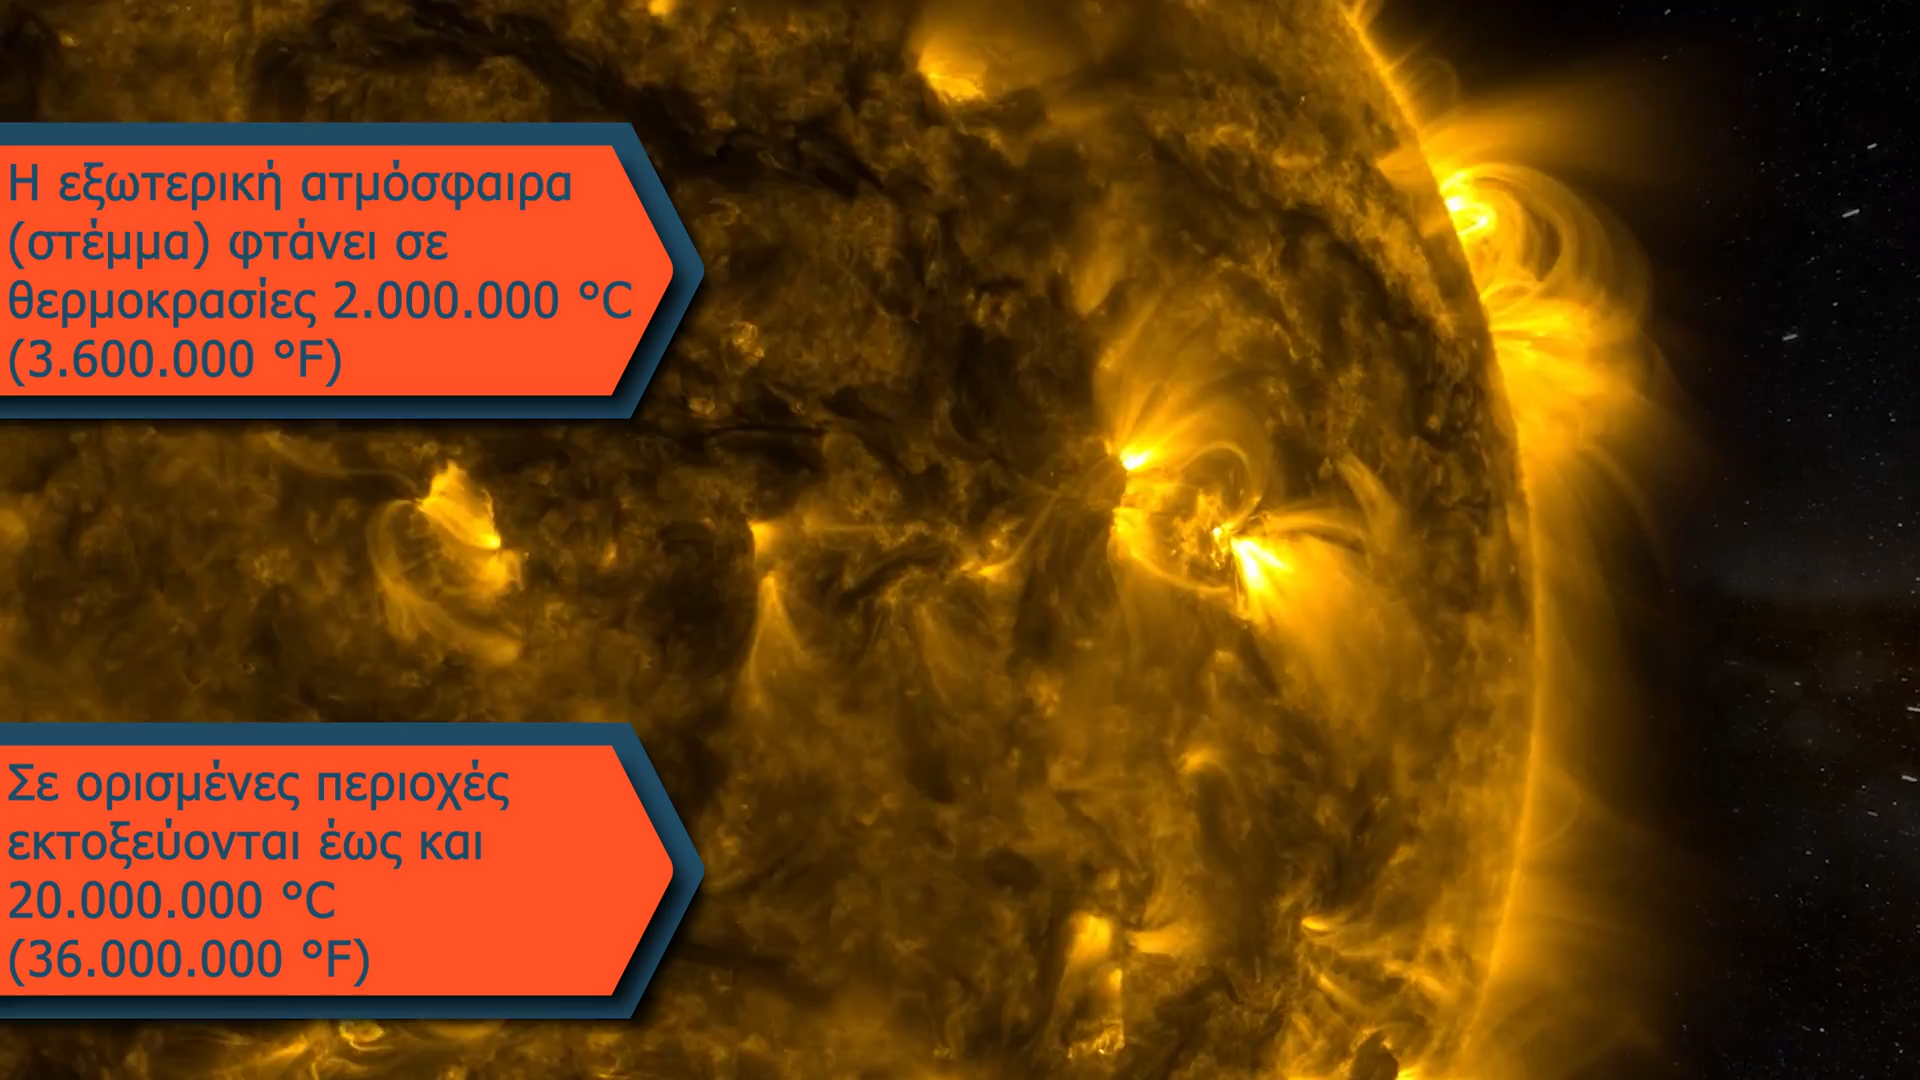 Η εξωτερική ατμόσφαιρα
(στέμμα) φτάνει σε
θερμοκρασίες 2.000.000 °C
(3.600.000 °F)
Σε ορισμένες περιοχές
εκτοξεύονται έως και
20.000.000 °C
(36.000.000 °F)